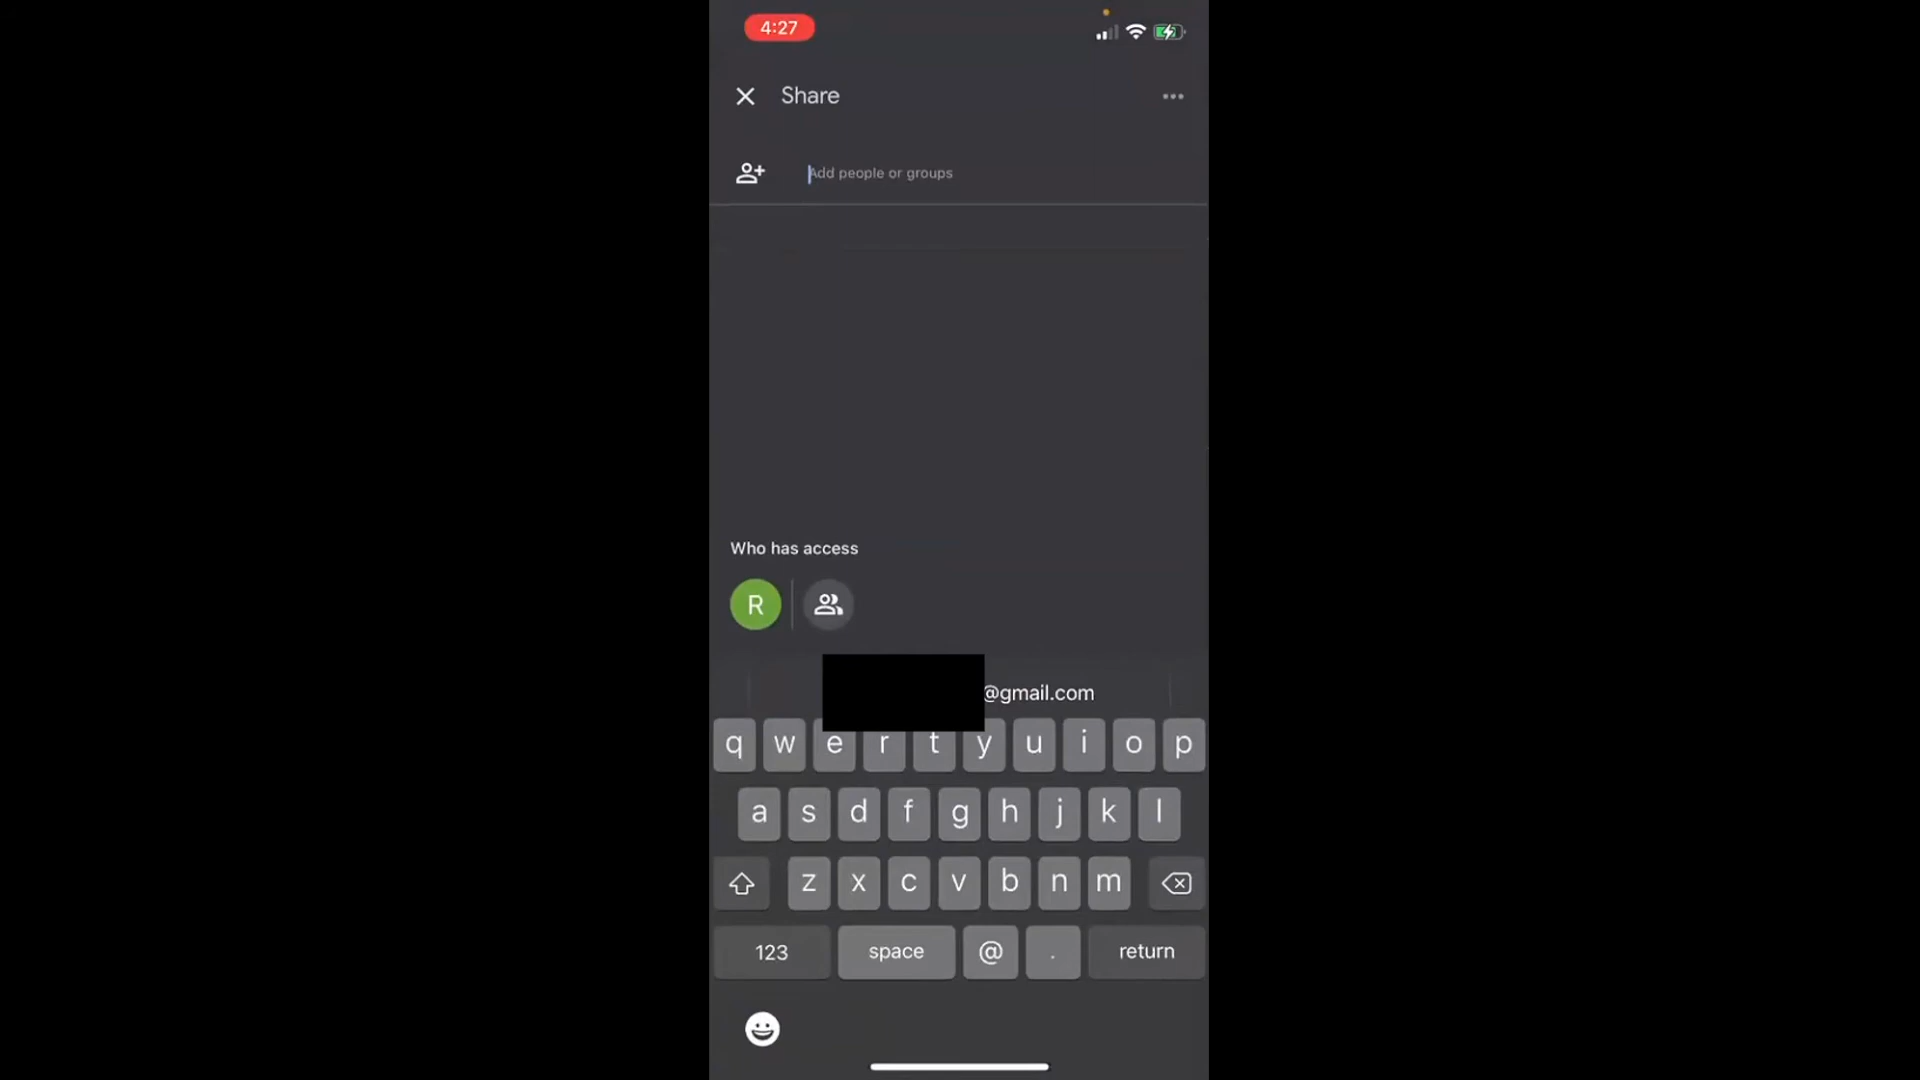 4:27
Share
Add people or groups
Who has access
R
@gmail.com
q w e r t y u i o p
a s d f g h j k l
z x c v b n m
123 space @ . return